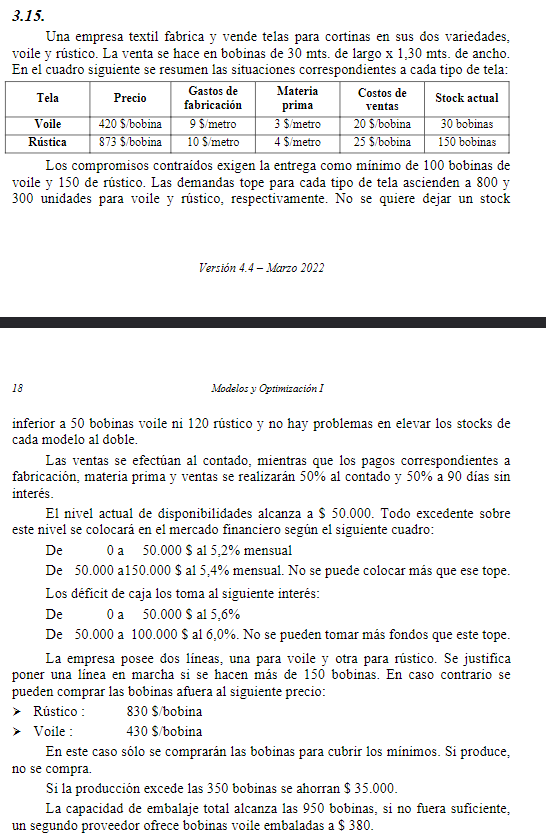 3.15.
Una empresa textil fabrica y vende telas para cortinas en sus dos variedades,
voile y rústico. La venta se hace en bobinas de 30 mts. de largo x 1,30 mts. de ancho.
En el cuadro siguiente se resumen las situaciones correspondientes a cada tipo de tela:
Tela Precio Gastos de fabricación Materia prima Costos de ventas Stock actual
Voile 420 $/bobina 9 $/metro 3 $/metro 20 $/bobina 30 bobinas
Rústica 873 $/bobina 10 $/metro 4 $/metro 25 $/bobina 150 bobinas
Los compromisos contraídos exigen la entrega como mínimo de 100 bobinas de
voile y 150 de rústico. Las demandas tope para cada tipo de tela ascienden a 800 y
300 unidades para voile y rústico, respectivamente. No se quiere dejar un stock
Versión 4.4 – Marzo 2022
18 Modelos y Optimización I
inferior a 50 bobinas voile ni 120 rústico y no hay problemas en elevar los stocks de
cada modelo al doble.
Las ventas se efectúan al contado, mientras que los pagos correspondientes a
fabricación, materia prima y ventas se realizarán 50% al contado y 50% a 90 días sin
interés.
El nivel actual de disponibilidades alcanza a $ 50.000. Todo excedente sobre
este nivel se colocará en el mercado financiero según el siguiente cuadro:
De 0 a 50.000 $ al 5,2% mensual
De 50.000 a150.000 $ al 5,4% mensual. No se puede colocar más que ese tope.
Los déficit de caja los toma al siguiente interés:
De 0 a 50.000 $ al 5,6%
De 50.000 a 100.000 $ al 6,0%. No se pueden tomar más fondos que este tope.
La empresa posee dos líneas, una para voile y otra para rústico. Se justifica
poner una línea en marcha si se hacen más de 150 bobinas. En caso contrario se
pueden comprar las bobinas afuera al siguiente precio:
➢ Rústico : 830 $/bobina
➢ Voile : 430 $/bobina
En este caso sólo se comprarán las bobinas para cubrir los mínimos. Si produce,
no se compra.
Si la producción excede las 350 bobinas se ahorran $ 35.000.
La capacidad de embalaje total alcanza las 950 bobinas, si no fuera suficiente,
un segundo proveedor ofrece bobinas voile embaladas a $ 380.